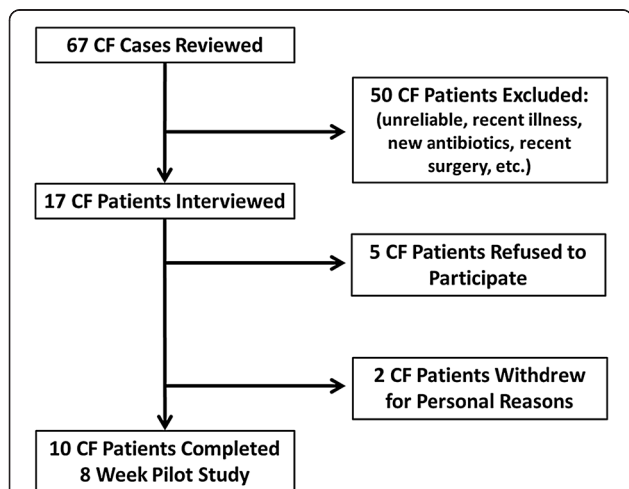 67 CF Cases Reviewed
50 CF Patients Excluded:
(unreliable, recent illness,
new antibiotics, recent
surgery, etc.)
17 CF Patients Interviewed
5 CF Patients Refused to
Participate
2 CF Patients Withdrew
for Personal Reasons
10 CF Patients Completed
8 Week Pilot Study